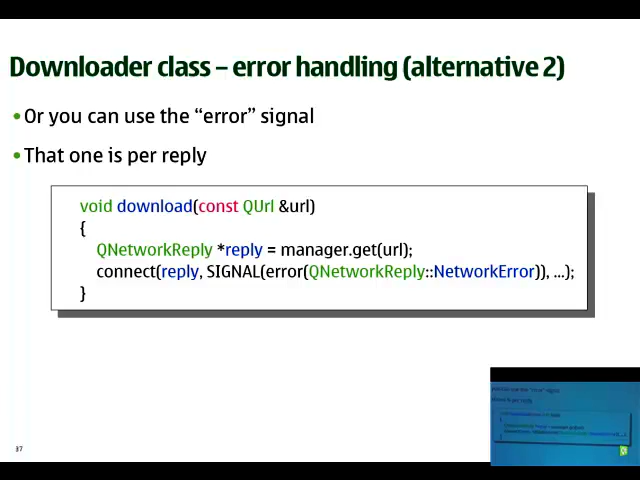 Downloader class – error handling (alternative 2)
•Or you can use the “error” signal
•That one is per reply
void download(const QUrl &url)
{
QNetworkReply *reply = manager.get(url);
connect(reply, SIGNAL(error(QNetworkReply::NetworkError)), ...);
}
37